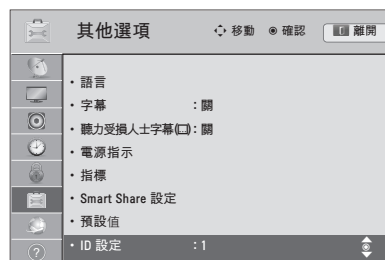 其他選項 移動 確認 離開
・語言
・字幕 : 關
・聽力受損人士字幕(): 關
・電源指示
・指標
・Smart Share 設定
・預設值
・ID 設定 : 1
?